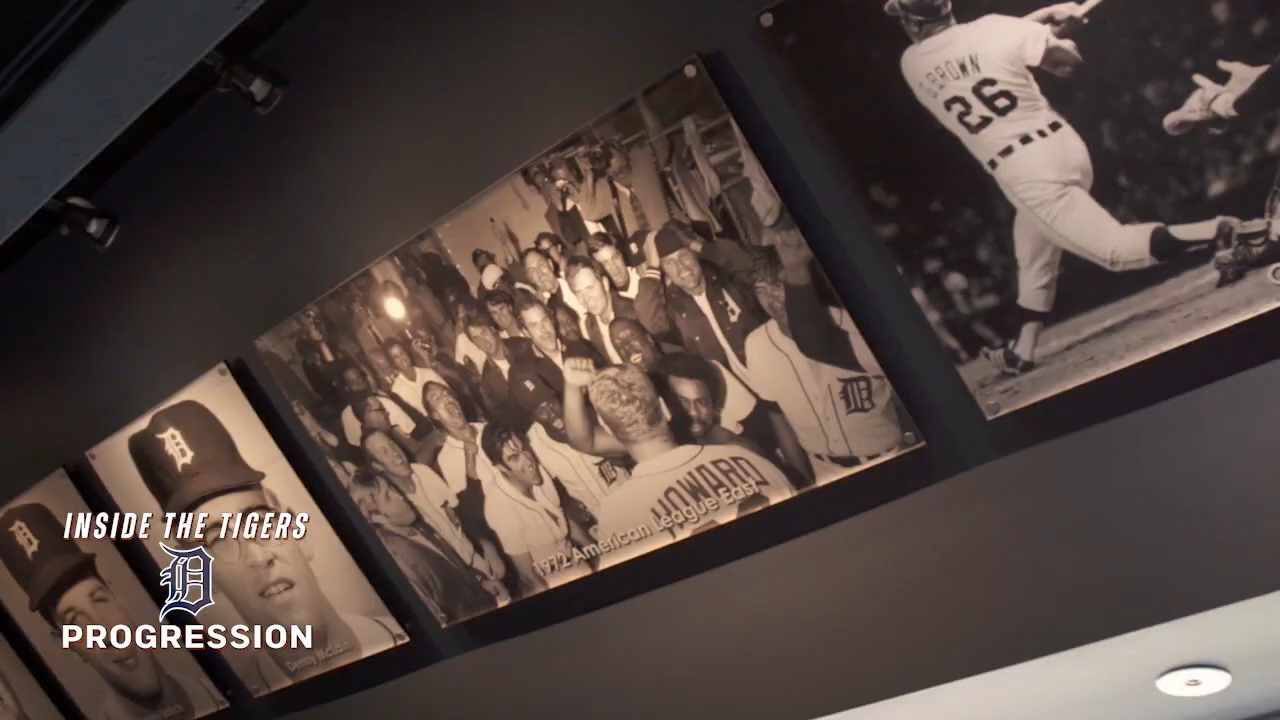 G.BROWN
26
HOWARD
1972 American League East
Denny McLain
INSIDE THE TIGERS
D
PROGRESSION